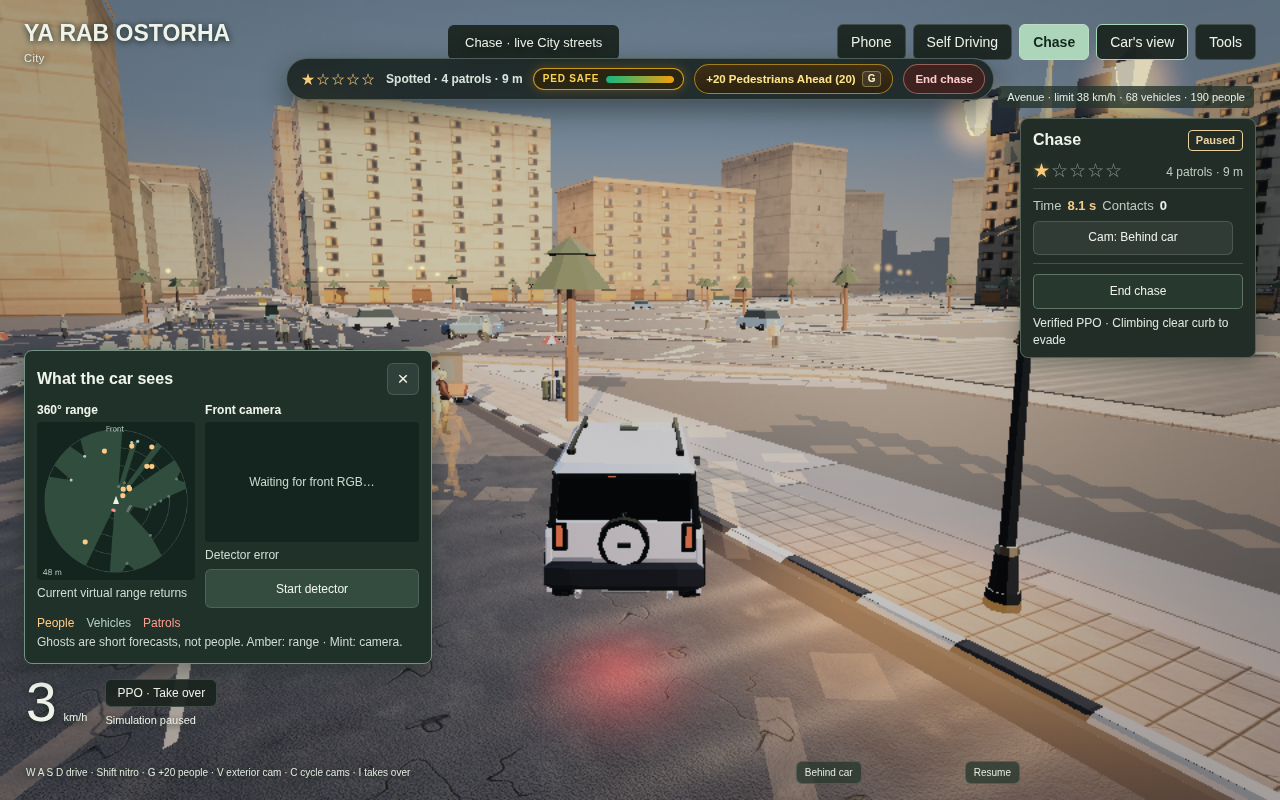 YA RAB OSTORHA
City
Chase · live City streets
Phone
Self Driving
Chase
Car's view
Tools
★☆☆☆☆ Spotted · 4 patrols · 9 m
PED SAFE
+20 Pedestrians Ahead (20) G
End chase
Avenue · limit 38 km/h · 68 vehicles · 190 people
Chase
Paused
★☆☆☆☆ 4 patrols · 9 m
Time 8.1 s Contacts 0
Cam: Behind car
End chase
Verified PPO · Climbing clear curb to
evade
What the car sees
✕
360° range
Front camera
Front
Waiting for front RGB…
48 m
Detector error
Start detector
Current virtual range returns
People Vehicles Patrols
Ghosts are short forecasts, not people. Amber: range · Mint: camera.
3 km/h
PPO · Take over
Simulation paused
W A S D drive · Shift nitro · G +20 people · V exterior cam · C cycle cams · I takes over
Behind car
Resume